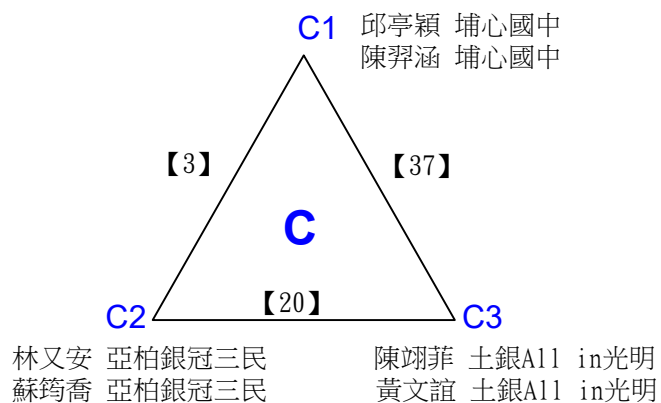 C1 邱亭穎 埔心國中
陳羿涵 埔心國中
【3】 【37】
C
【20】
C2 C3
林又安 亞柏銀冠三民 陳翊菲 土銀All in光明
蘇筠喬 亞柏銀冠三民 黃文誼 土銀All in光明